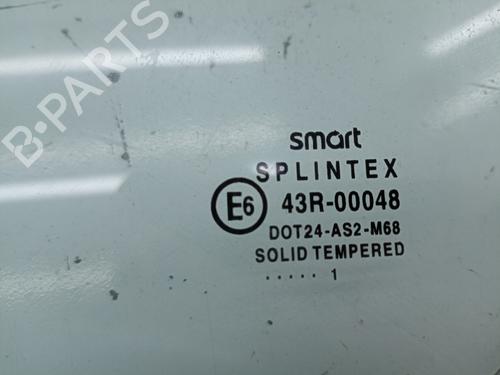 B-PARTS
smart
SPLINTEX
E6 43R-00048
DOT24-AS2-M68
SOLID TEMPERED
..... 1